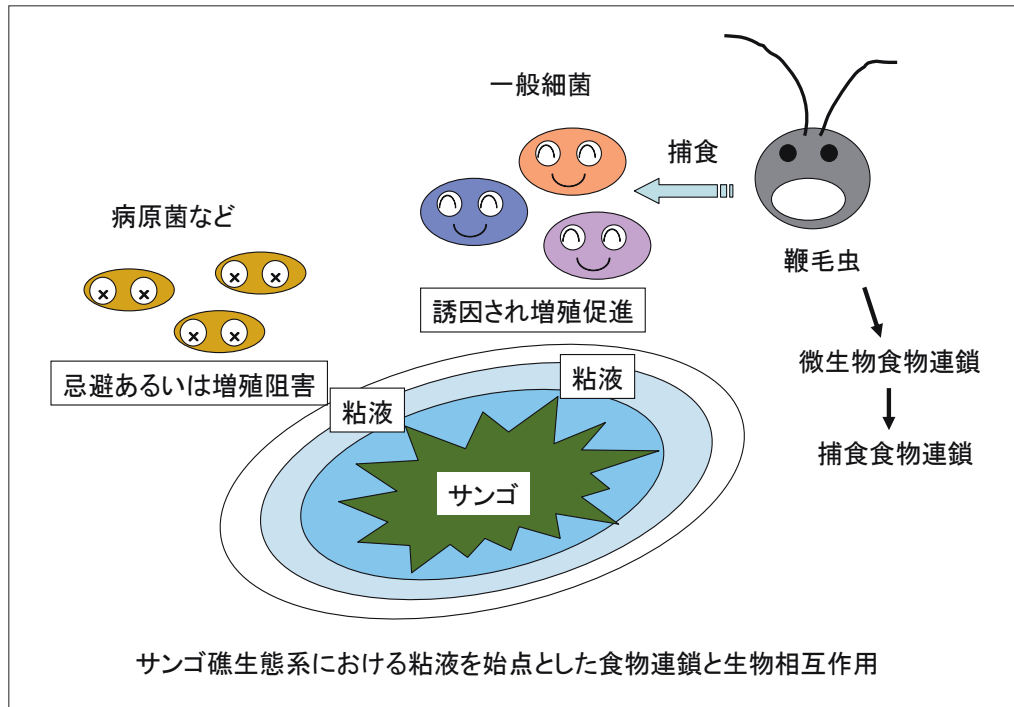 一般細菌
捕食
病原菌など
鞭毛虫
誘因され増殖促進
微生物食物連鎖
忌避あるいは増殖阻害
粘液
粘液
捕食食物連鎖
サンゴ
サンゴ礁生態系における粘液を始点とした食物連鎖と生物相互作用